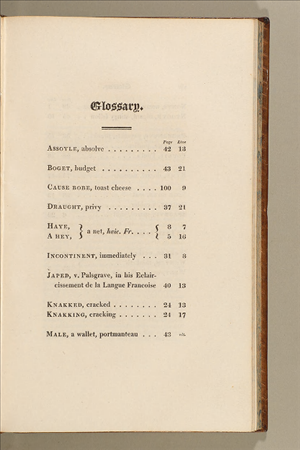 Glossary.
Page Line
ASSOYLE, absolve . . . . . . . . . 42 13
BOGET, budget . . . . . . . . . . 43 21
CAUSE BOBE, toast cheese . . . . 100 9
DRAUGHT, privy . . . . . . . . . 37 21
HAYE, } a net, haie. Fr. . . . . { 3 7
A HEY, } { 5 16
INCONTINENT, immediately . . . 31 3
JAPED, v. Palsgrave, in his Eclair-
cissement de la Langue Francoise 40 13
KNAKKED, cracked . . . . . . . . 24 13
KNAKKING, cracking . . . . . . . 24 17
MALE, a wallet, portmanteau . . . 43